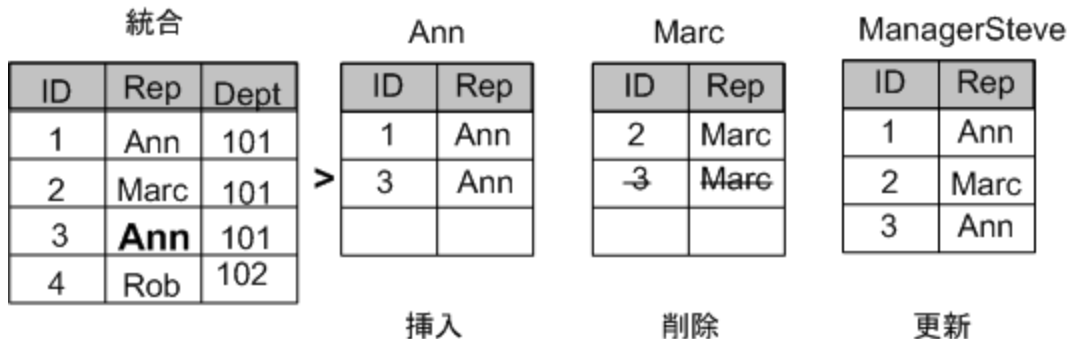 統合
ID Rep Dept
1 Ann 101
2 Marc 101
3 Ann 101
4 Rob 102
>
Ann
ID Rep
1 Ann
3 Ann
挿入
Marc
ID Rep
2 Marc
3 Marc
削除
ManagerSteve
ID Rep
1 Ann
2 Marc
3 Ann
更新